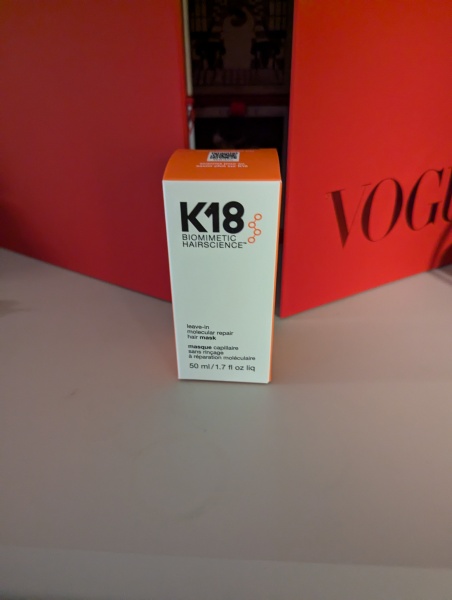 K18
BIOMIMETIC
HAIRSCIENCE™
VOGU
leave-in
molecular repair
hair mask
masque capillaire
sans rinçage
à réparation moléculaire
50 ml/1.7 fl oz liq